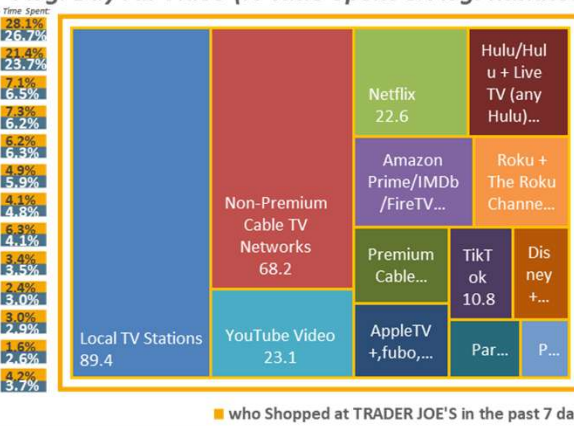 Time Spent:
28.1%
26.7%
21.4%
23.7%
7.1%
6.5%
7.3%
6.2%
6.2%
6.3%
4.9%
5.9%
4.1%
4.8%
6.3%
4.1%
3.4%
3.5%
2.4%
3.0%
3.0%
2.9%
1.6%
2.6%
4.2%
3.7%
Local TV Stations
89.4
Non-Premium
Cable TV
Networks
68.2
YouTube Video
23.1
Netflix
22.6
Hulu/Hul
u + Live
TV (any
Hulu)...
Amazon
Prime/IMDb
/FireTV...
Roku +
The Roku
Channe...
Premium
Cable...
TikT
ok
10.8
Dis
ney
+...
AppleTV
+,fubo,...
Par...
P...
who Shopped at TRADER JOE'S in the past 7 da